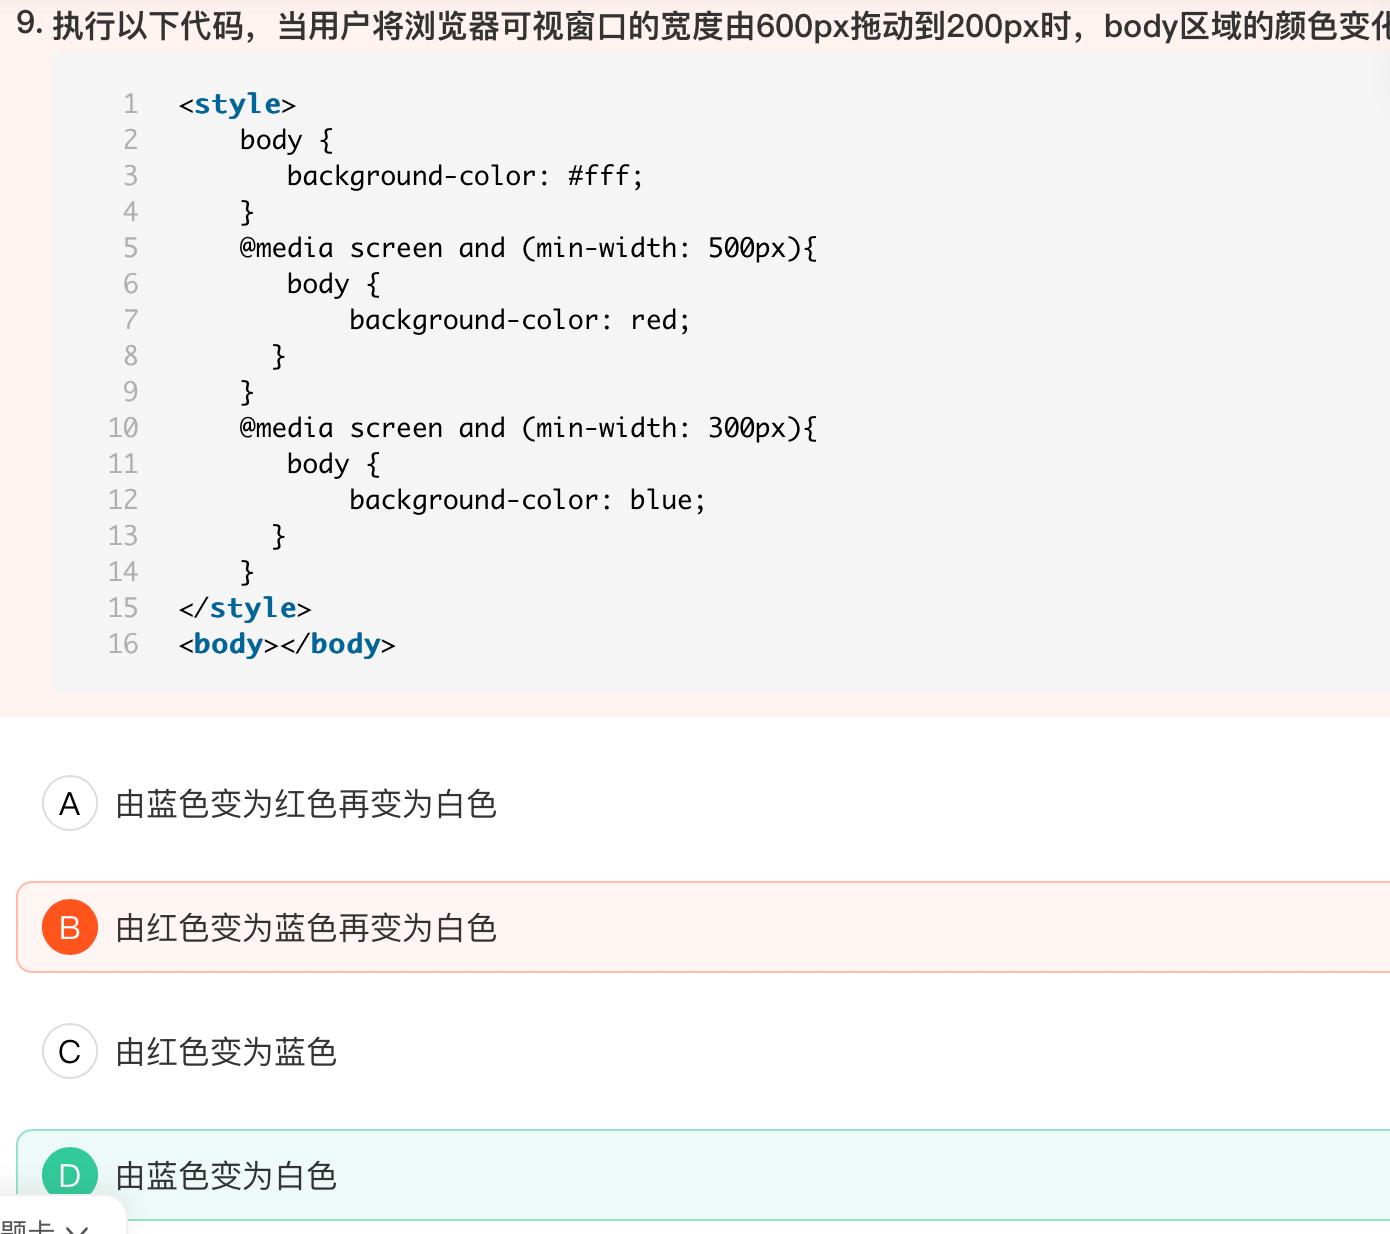 9. 执行以下代码，当用户将浏览器可视窗口的宽度由600px拖动到200px时，body区域的颜色变化
1 <style>
2 body {
3 background-color: #fff;
4 }
5 @media screen and (min-width: 500px){
6 body {
7 background-color: red;
8 }
9 }
10 @media screen and (min-width: 300px){
11 body {
12 background-color: blue;
13 }
14 }
15 </style>
16 <body></body>
A 由蓝色变为红色再变为白色
B 由红色变为蓝色再变为白色
C 由红色变为蓝色
D 由蓝色变为白色
题卡